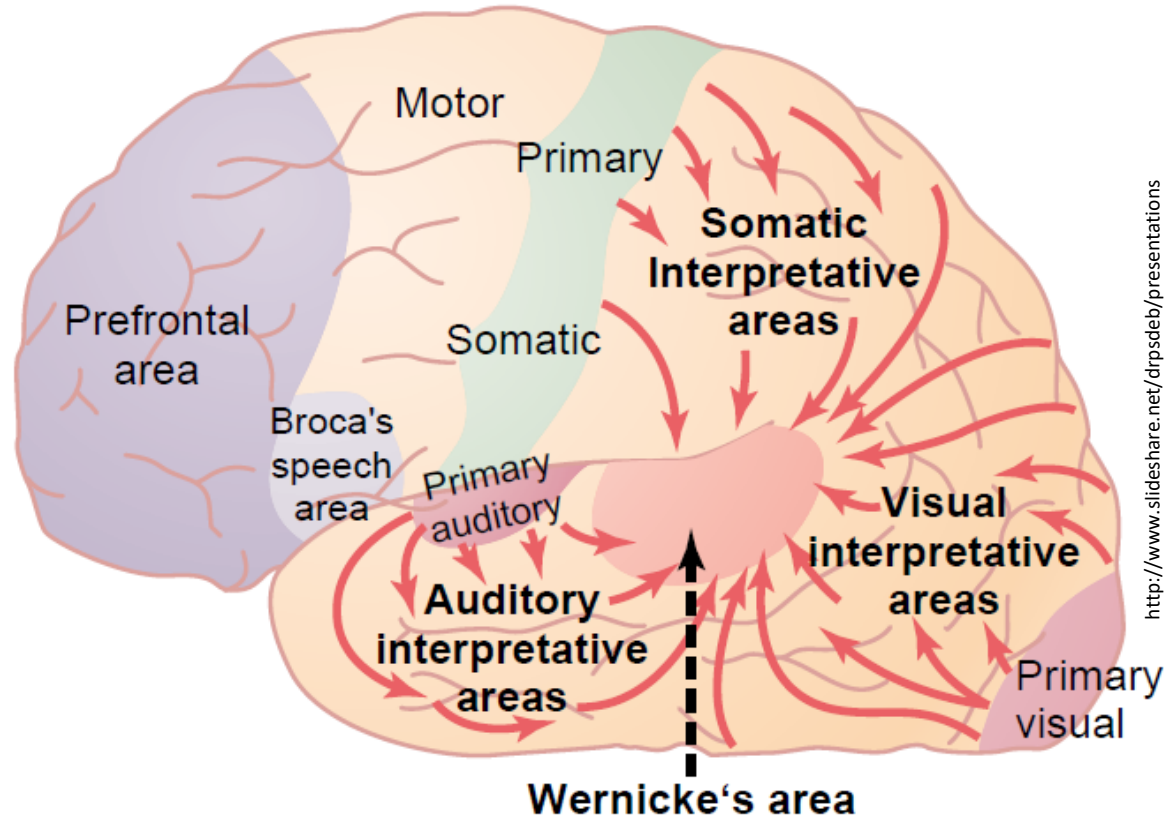 Motor
Primary
Somatic
Interpretative
areas
Prefrontal
area
Somatic
Broca's
speech
area
Primary
auditory
Visual
interpretative
areas
Auditory
interpretative
areas
Primary
visual
Wernicke‘s area
http://www.slideshare.net/drpsdeb/presentations